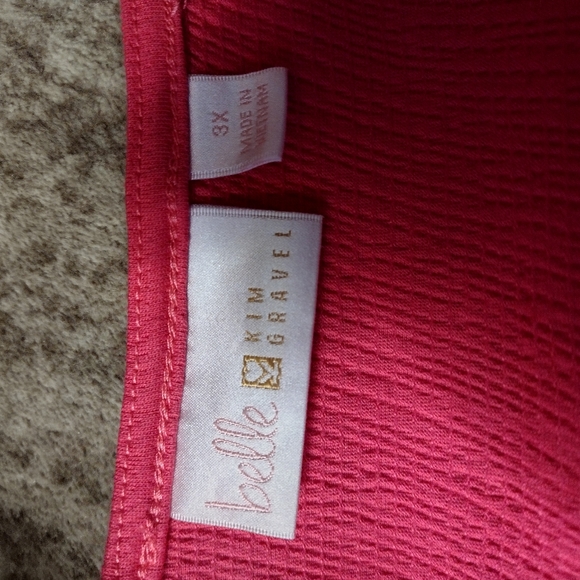 3X
MADE IN
VIETNAM
belle
KIM
GRAVEL